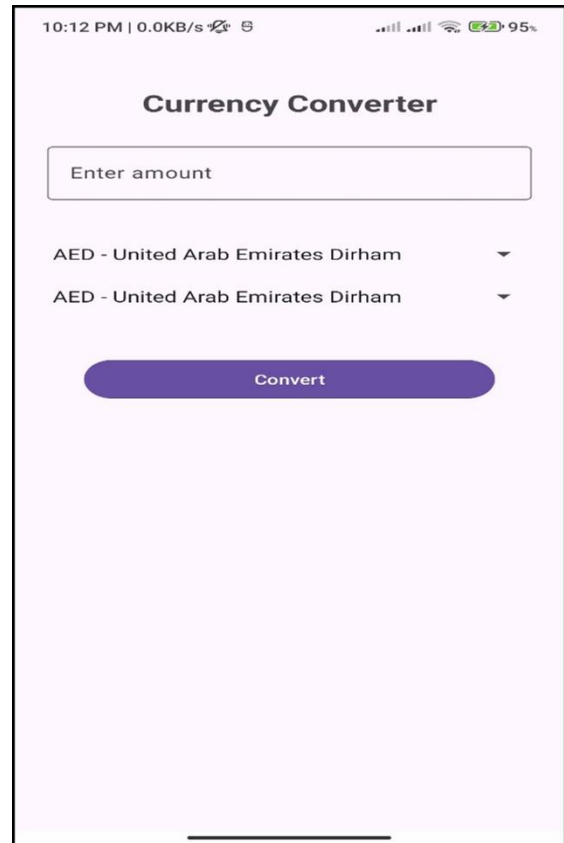 10:12 PM | 0.0KB/s 95%
Currency Converter
Enter amount
AED - United Arab Emirates Dirham
AED - United Arab Emirates Dirham
Convert